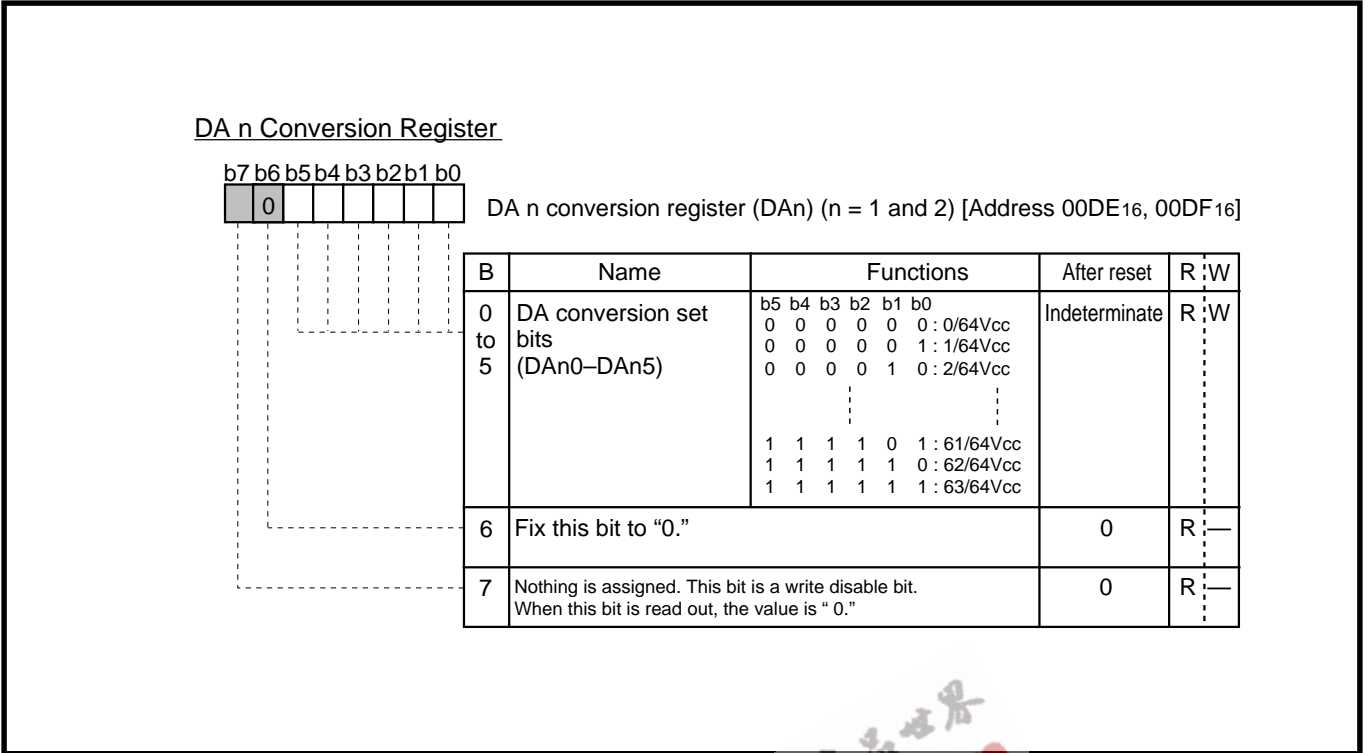 DA n Conversion Register
b7 b6 b5 b4 b3 b2 b1 b0
0
DA n conversion register (DAn) (n = 1 and 2) [Address 00DE16, 00DF16]
B Name Functions After reset R W
0 to 5 DA conversion set bits (DAn0–DAn5) Indeterminate R W
b5 b4 b3 b2 b1 b0
0 0 0 0 0 0 : 0/64Vcc
0 0 0 0 0 1 : 1/64Vcc
0 0 0 0 1 0 : 2/64Vcc
1 1 1 1 0 1 : 61/64Vcc
1 1 1 1 1 0 : 62/64Vcc
1 1 1 1 1 1 : 63/64Vcc
6 Fix this bit to “0.” 0 R —
7 Nothing is assigned. This bit is a write disable bit.
When this bit is read out, the value is “ 0.” 0 R —